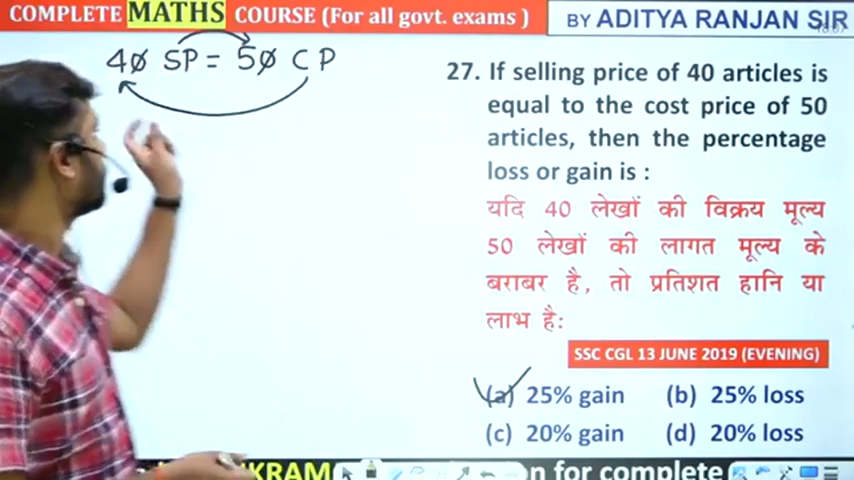 COMPLETE MATHS COURSE (For all govt. exams )
BY ADITYA RANJAN SIR
40 SP = 50 CP
27. If selling price of 40 articles is
equal to the cost price of 50
articles, then the percentage
loss or gain is :
यदि 40 लेखों की विक्रय मूल्य
50 लेखों की लागत मूल्य के
बराबर है, तो प्रतिशत हानि या
लाभ है:
SSC CGL 13 JUNE 2019 (EVENING)
(a) 25% gain (b) 25% loss
(c) 20% gain (d) 20% loss
KRAM on for complete